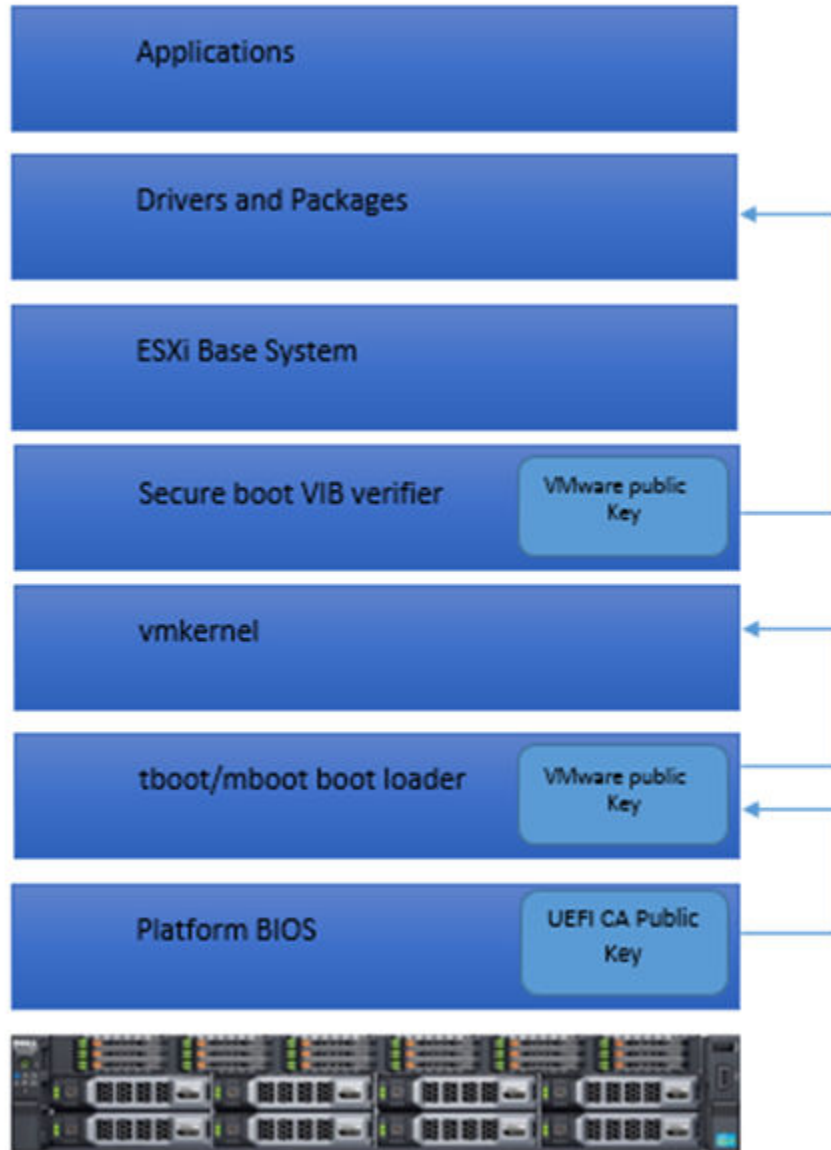 Applications
Drivers and Packages
ESXi Base System
Secure boot VIB verifier
VMware public
Key
vmkernel
tboot/mboot boot loader
VMware public
Key
Platform BIOS
UEFI CA Public
Key
DELL